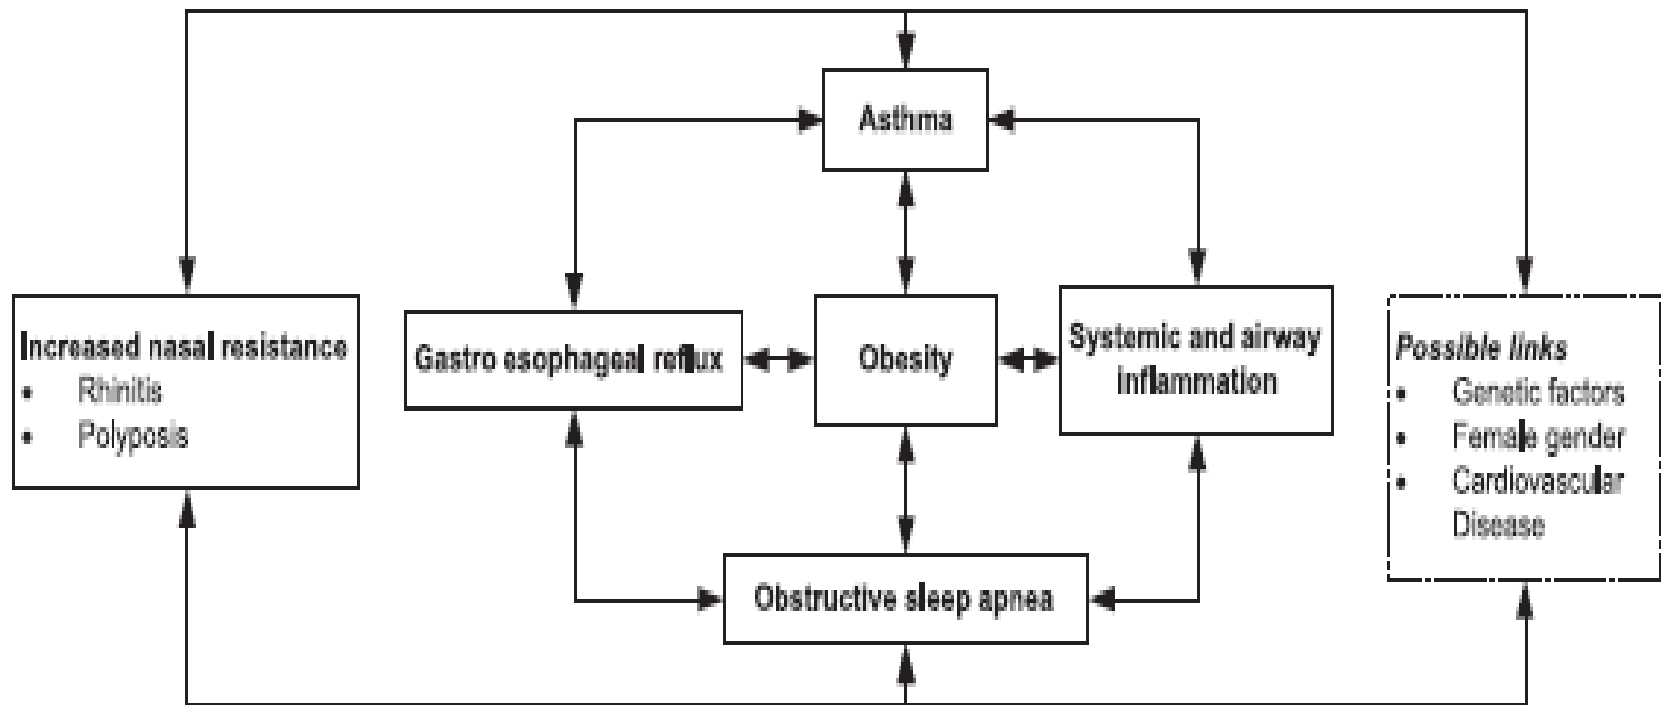 Asthma
Increased nasal resistance
• Rhinitis
• Polyposis
Gastro esophageal reflux
Obesity
Systemic and airway
inflammation
Possible links
• Genetic factors
• Female gender
• Cardiovascular
Disease
Obstructive sleep apnea